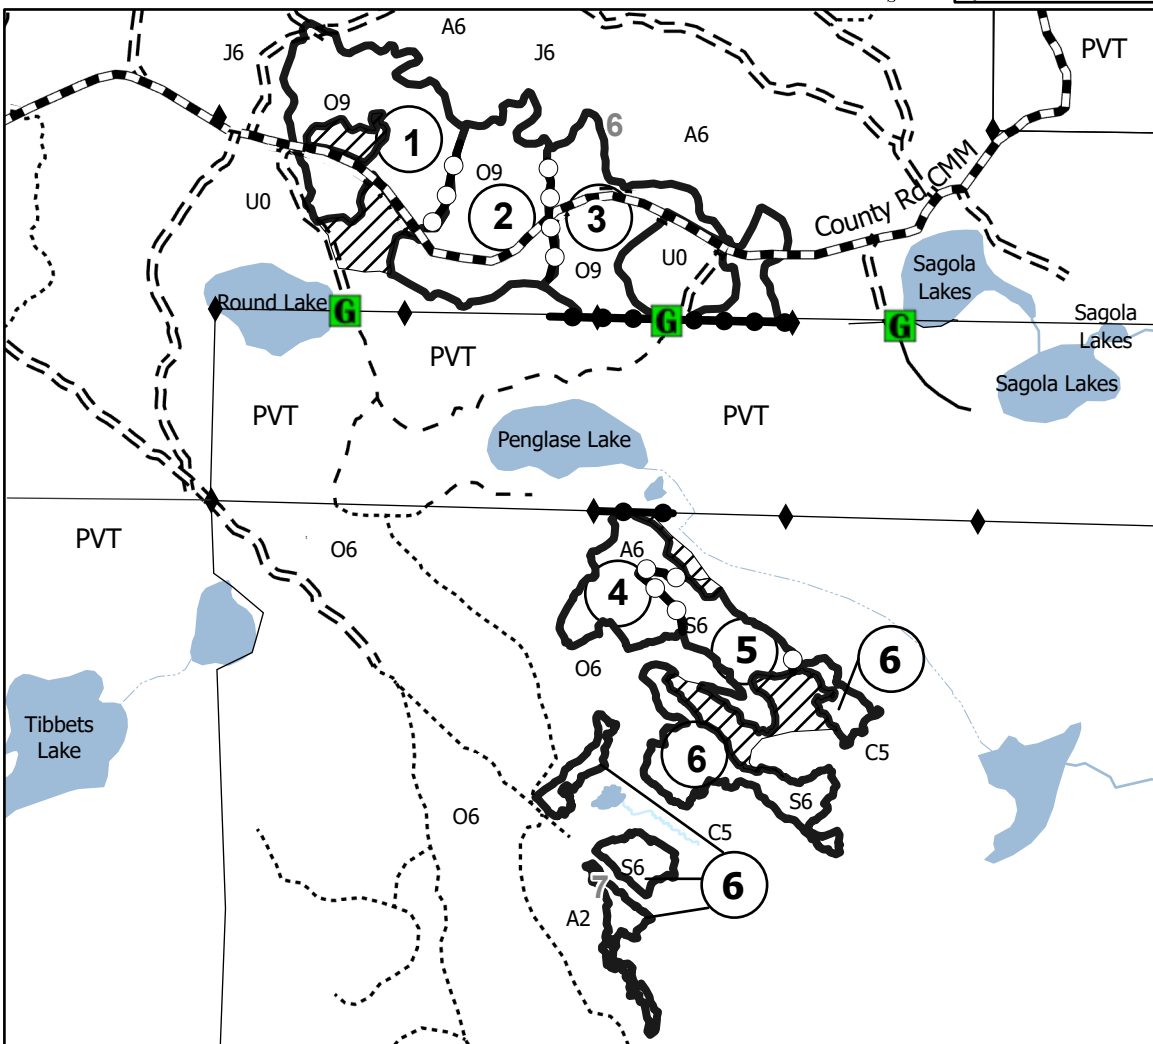 A6
J6
J6
PVT
O9
1
6
A6
O9
County Rd CMM
U0
2
3
U0
O9
Sagola
Lakes
Round Lake
G
G
G
Sagola
Lakes
PVT
Sagola Lakes
PVT
PVT
Penglase Lake
PVT
O6
A6
4
S6
5
6
O6
Tibbets
Lake
C5
6
S6
O6
C5
S6
6
7
A2